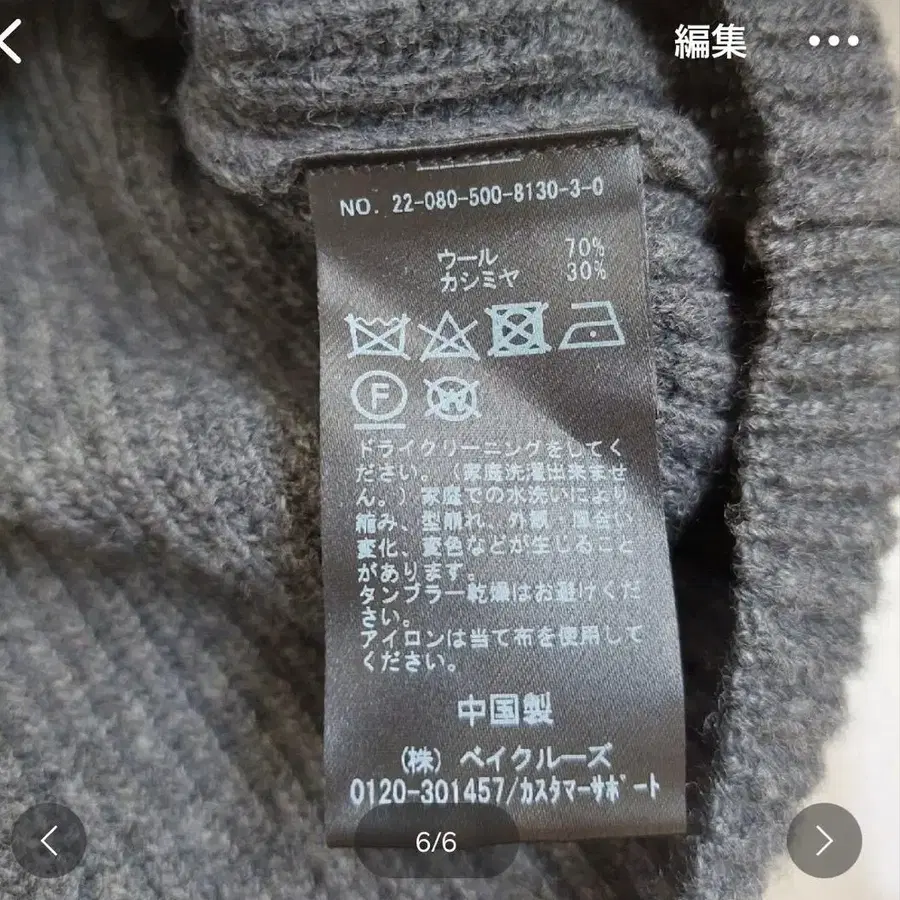 編集
NO. 22-080-500-8130-3-0
ウール 70%
カシミヤ 30%
F
W
ドライクリーニングをしてく
ださい。(家庭洗濯出来ませ
ん。)家庭での水洗いにより
縮み、型崩れ、外観・風合い
変化、変色などが生じること
があります。
タンブラー乾燥はお避けくだ
さい。
アイロンは当て布を使用して
ください。
中国製
(株) ベイクルーズ
0120-301457/カスタマーサポート
6/6